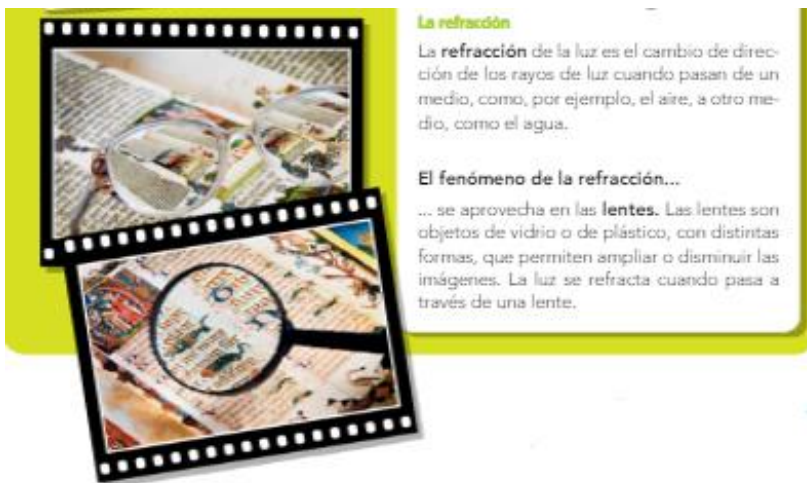 La refracción
La refracción de la luz es el cambio de direc-
ción de los rayos de luz cuando pasan de un
medio, como, por ejemplo, el aire, a otro me-
dio, como el agua.
El fenómeno de la refracción...
... se aprovecha en las lentes. Las lentes son
objetos de vidrio o de plástico, con distintas
formas, que permiten ampliar o disminuir las
imágenes. La luz se refracta cuando pasa a
través de una lente.